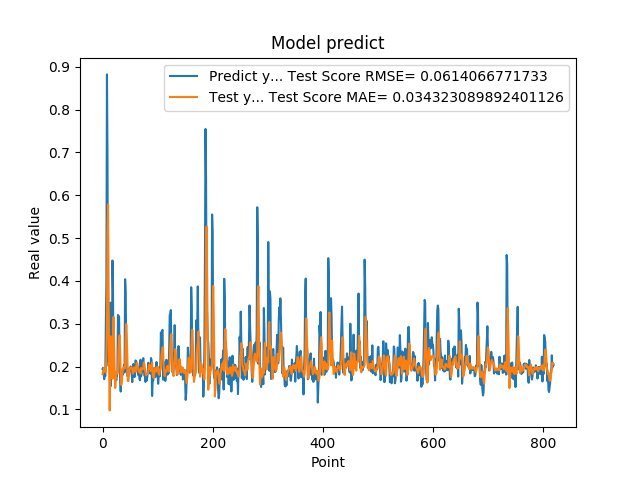 Model predict
Predict y... Test Score RMSE= 0.0614066771733
Test y... Test Score MAE= 0.034323089892401126
0.9
0.8
0.7
0.6
0.5
0.4
0.3
0.2
0.1
Real value
0 200 400 600 800
Point